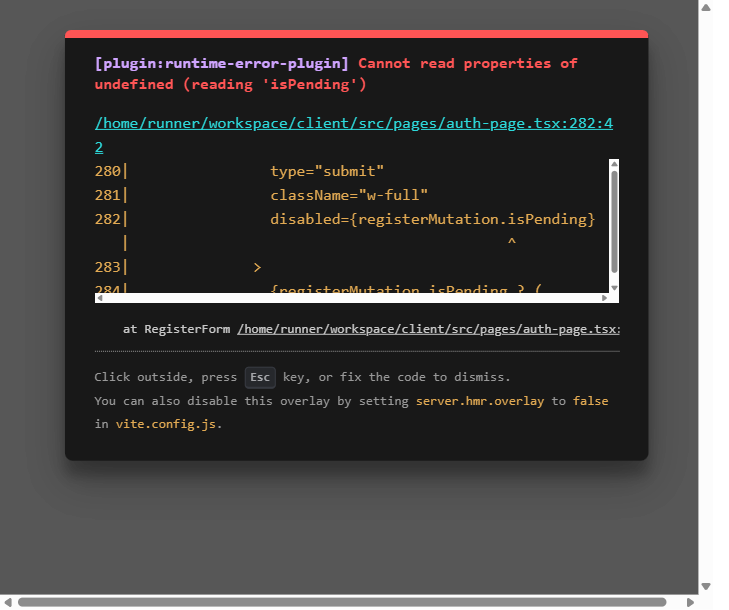 [plugin:runtime-error-plugin] Cannot read properties of
undefined (reading 'isPending')
/home/runner/workspace/client/src/pages/auth-page.tsx:282:4
2
280|                type="submit"
281|                className="w-full"
282|                disabled={registerMutation.isPending}
   |                                            ^
283|              >
284|                {registerMutation.isPending ? (
at RegisterForm /home/runner/workspace/client/src/pages/auth-page.tsx:
Click outside, press Esc key, or fix the code to dismiss.
You can also disable this overlay by setting server.hmr.overlay to false
in vite.config.js.